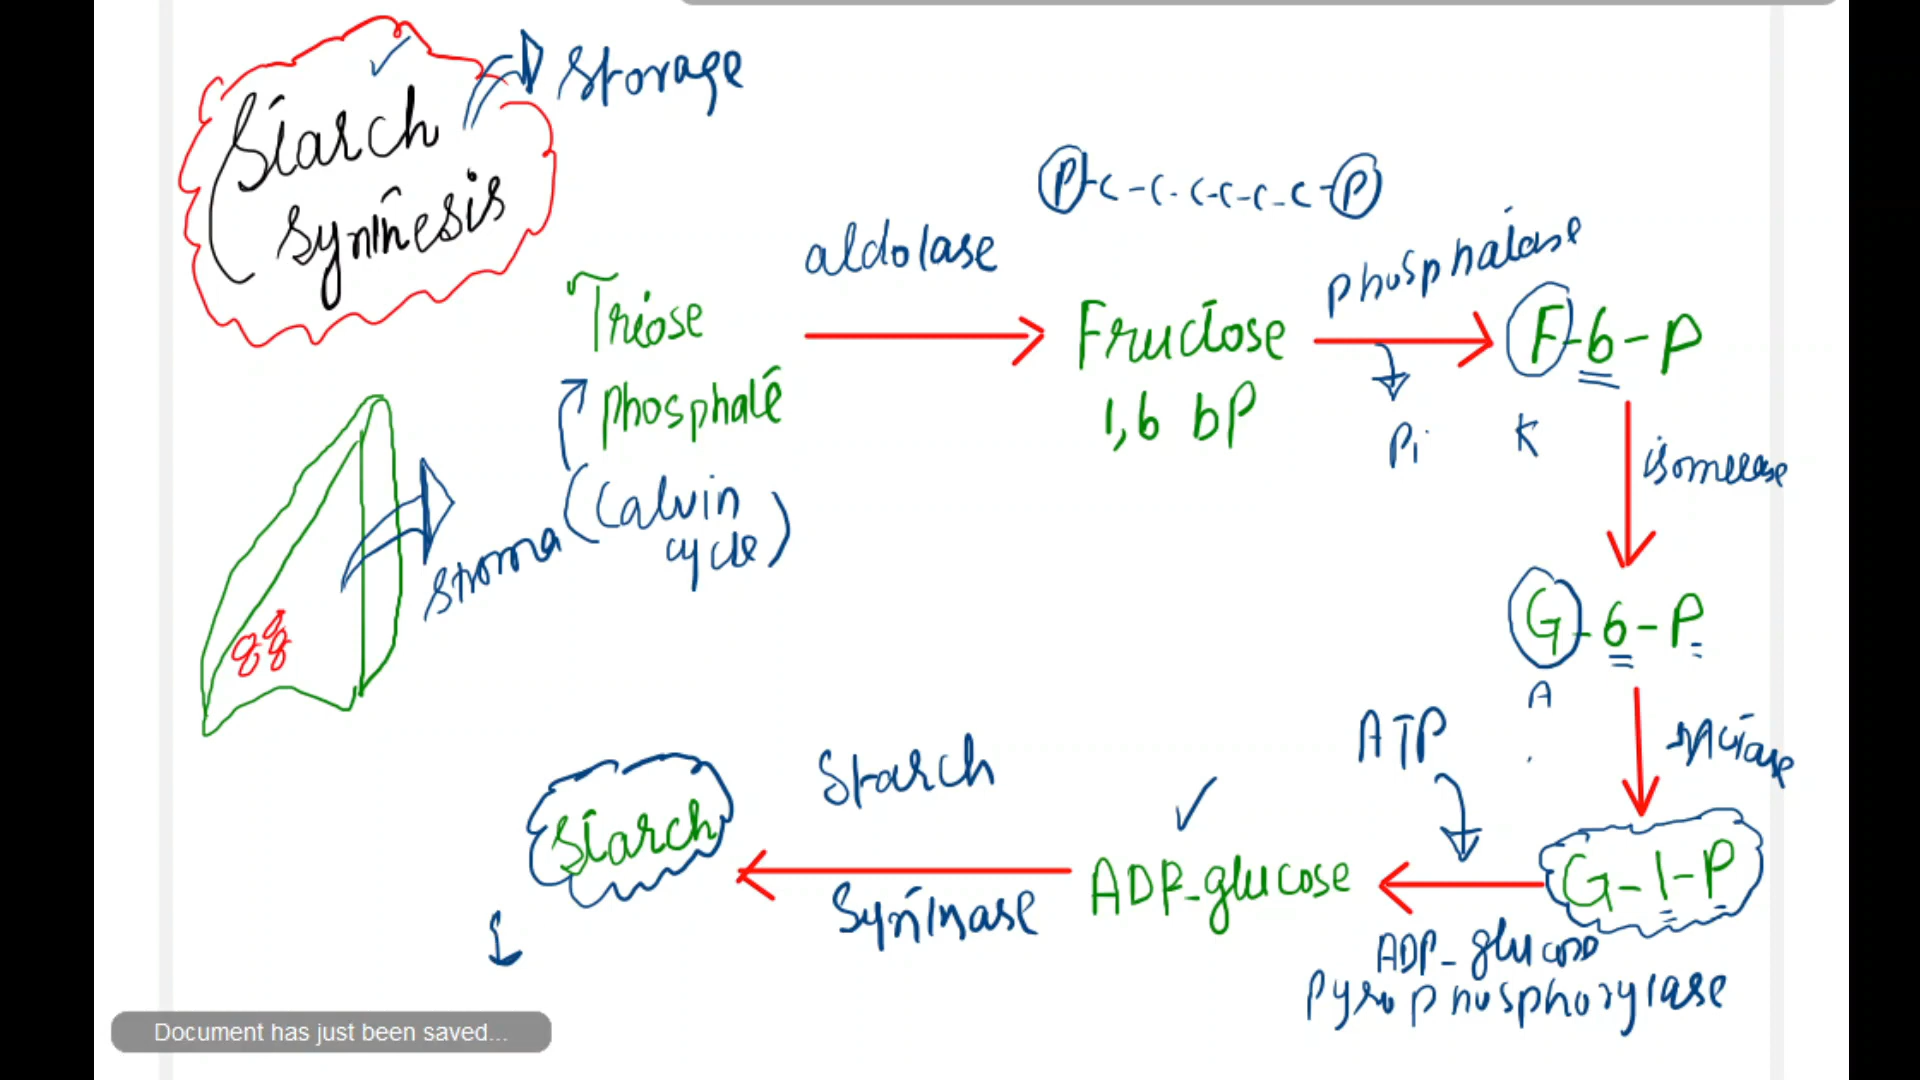 Starch
synthesis
Storage
P-C-C-C-C-C-C-P
aldolase
phosphatase
Triose
phosphate
Fructose
1,6 bP
F-6-P
Pi
K
isomerase
(Calvin
cycle)
stroma
G-6-P
A
ATP
Starch
starch
ADP-glucose
G-1-P
Synthase
ADP-glucose
pyrophosphorylase
Document has just been saved...